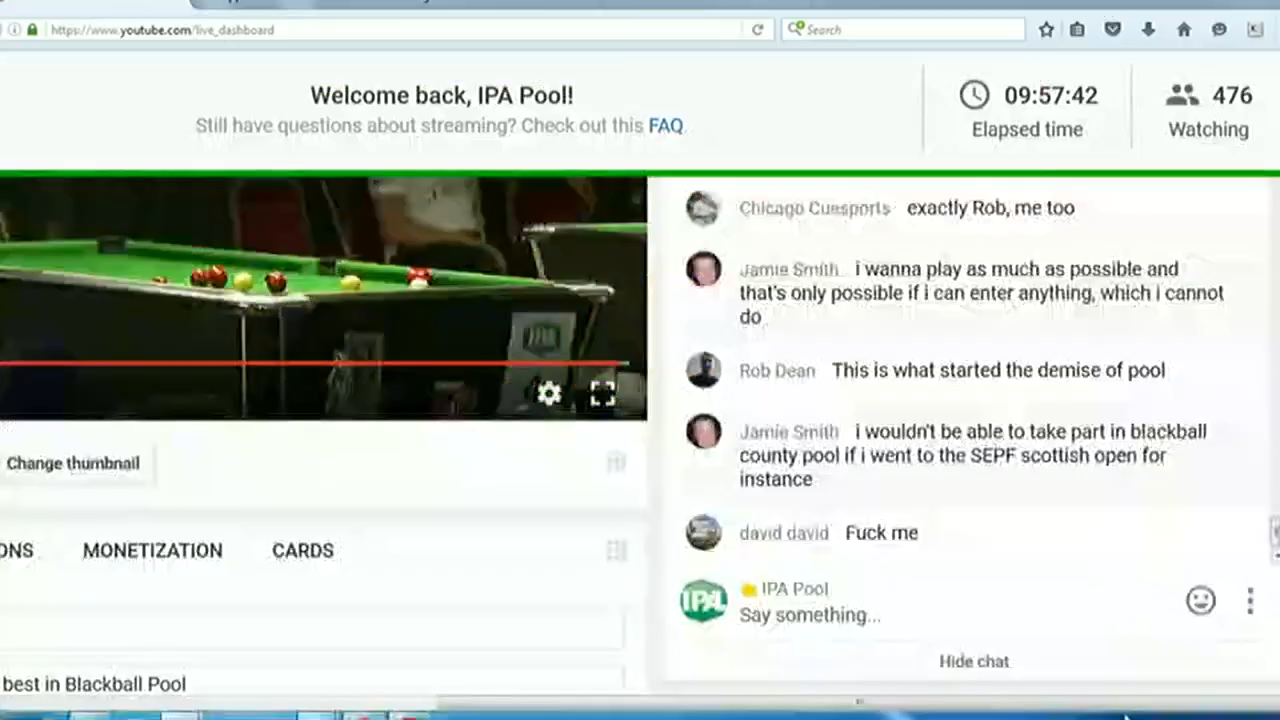 https://www.youtube.com/live_dashboard
Search
Welcome back, IPA Pool!
Still have questions about streaming? Check out this FAQ.
09:57:42
Elapsed time
476
Watching
Chicago Cuesports exactly Rob, me too
Jamie Smith i wanna play as much as possible and
that's only possible if i can enter anything, which i cannot
do
Rob Dean This is what started the demise of pool
Jamie Smith i wouldn't be able to take part in blackball
county pool if i went to the SEPF scottish open for
instance
david david Fuck me
IPA IPA Pool
Say something...
Hide chat
Change thumbnail
ONS MONETIZATION CARDS
best in Blackball Pool